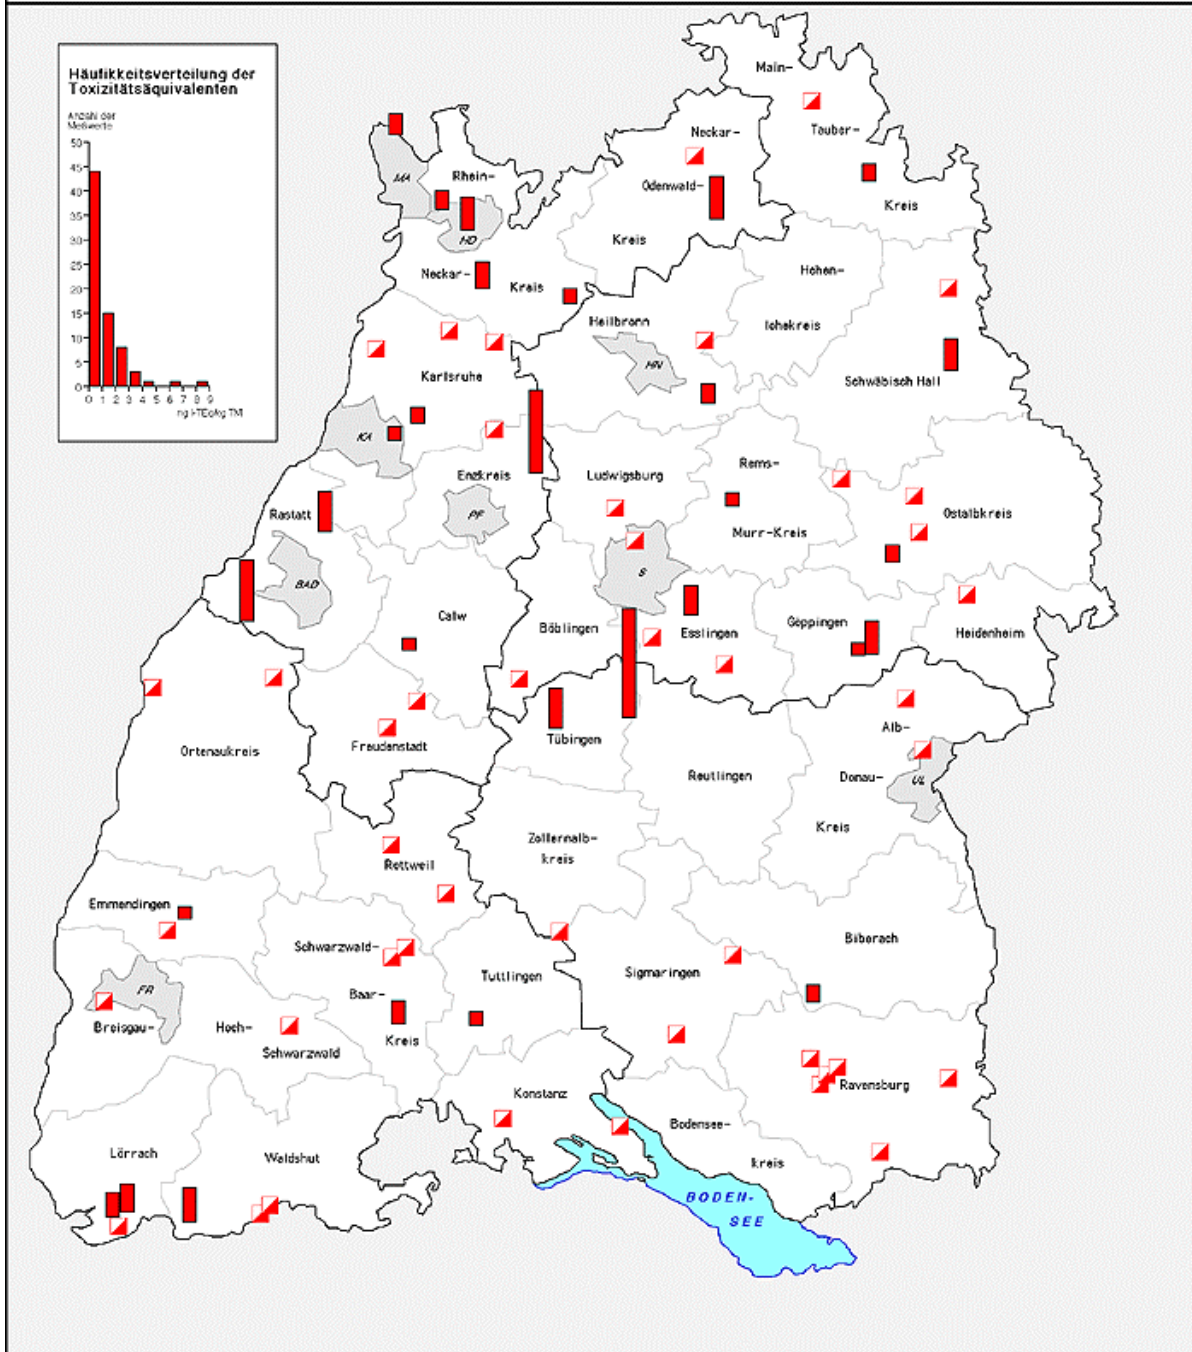 Häufikkeitsverteilung der
Toxizitätsäquivalenten
Anzahl der
Meßwerte
50
45
40
35
30
25
20
15
10
5
0
0 1 2 3 4 5 6 7 8 9
ng I-TEq/kg TM
Main-
Tauber-
Kreis
Neckar-
Odenwald-
Kreis
MA
Rhein-
HD
Neckar-
Kreis
Hohen-
lohekreis
Heilbronn
HN
Schwäbisch Hall
Karlsruhe
KA
Enzkreis
PF
Ludwigsburg
Rems-
Murr-Kreis
Ostalbkreis
Rastatt
BAD
S
Calw
Böblingen
Esslingen
Göppingen
Heidenheim
Ortenaukreis
Freudenstadt
Tübingen
Reutlingen
Alb-
Donau-
Kreis
UL
Zollernalb-
kreis
Rottweil
Emmendingen
Schwarzwald-
Baar-
Kreis
Tuttlingen
Sigmaringen
Biberach
FR
Breisgau-
Hoch-
Schwarzwald
Ravensburg
Konstanz
Bodensee-
kreis
Lörrach
Waldshut
BODEN-
SEE